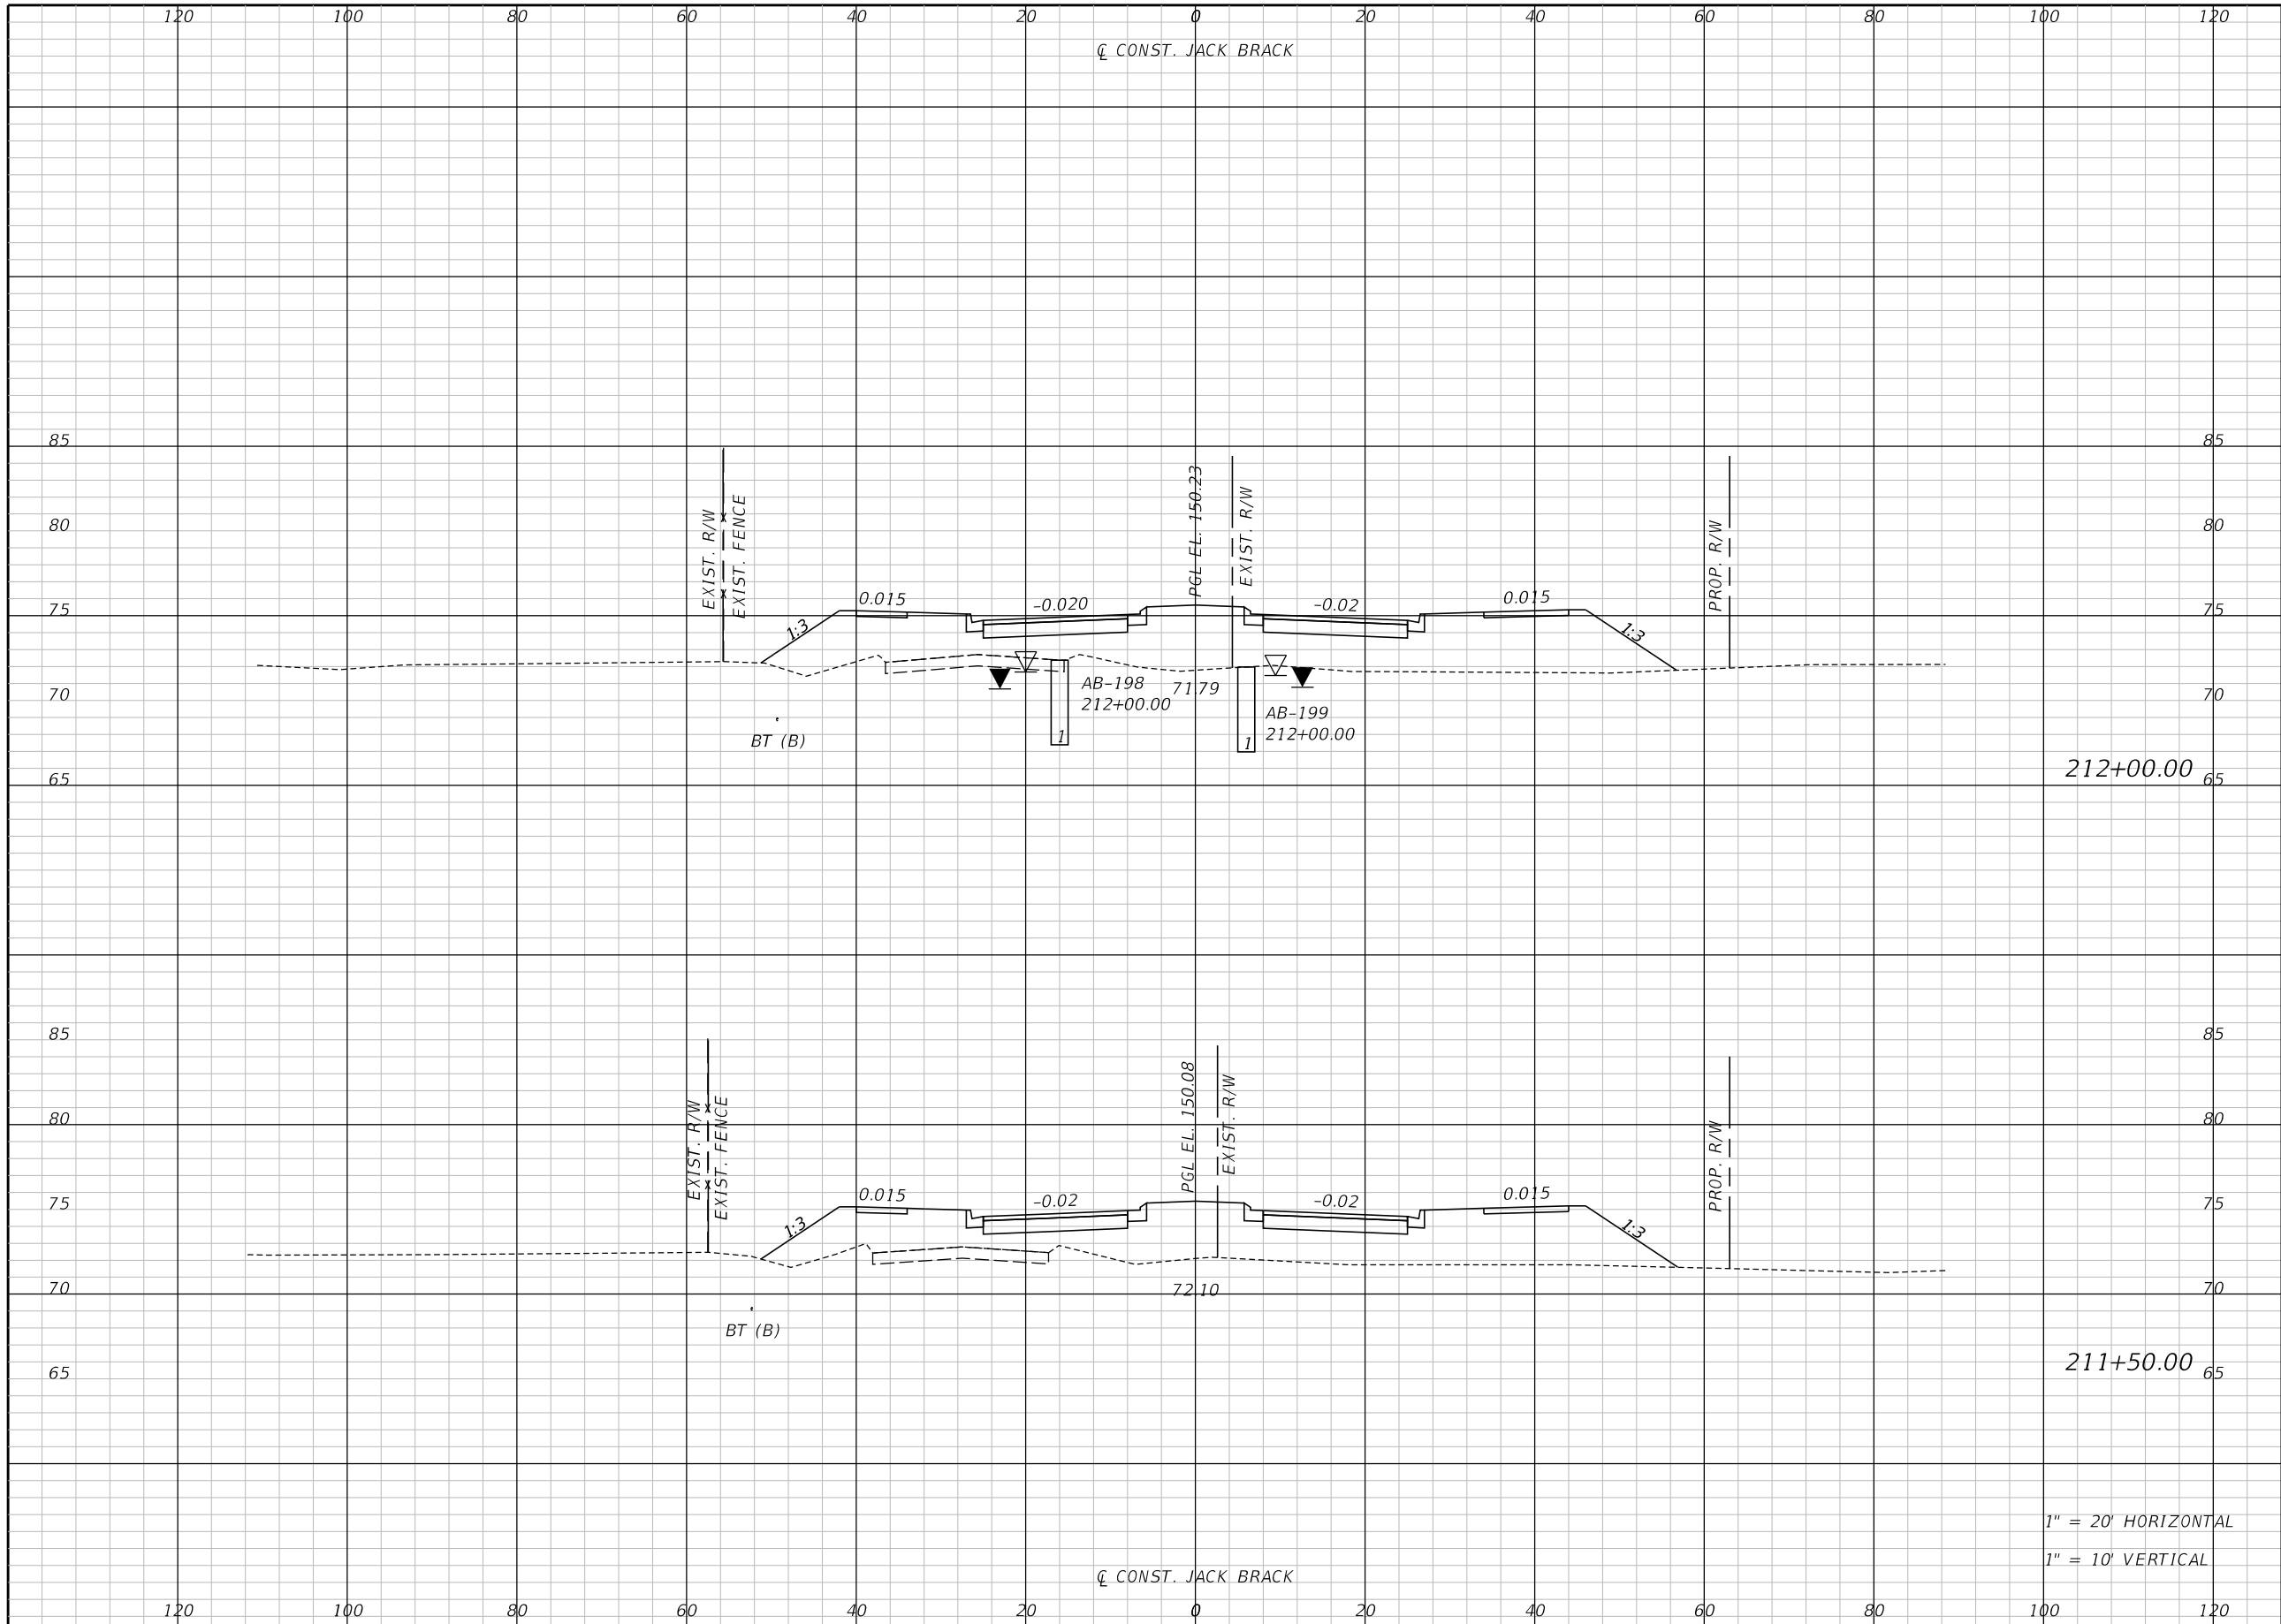 120 100 80 60 40 20 0 20 40 60 80 100 120
℄ CONST. JACK BRACK
85 85
EXIST. R/W
EXIST. FENCE
PGL EL. 150.23
EXIST. R/W
PROP. R/W
80 80
75 75
0.015 -0.020 -0.02 0.015
1:3 1:3
70 70
AB-198
212+00.00
71.79
AB-199
212+00.00
1 1
BT (B)
212+00.00
65 65
85 85
EXIST. R/W
EXIST. FENCE
PGL EL. 150.08
EXIST. R/W
PROP. R/W
80 80
75 75
0.015 -0.02 -0.02 0.015
1:3 1:3
70 70
72.10
BT (B)
211+50.00
65 65
1" = 20' HORIZONTAL
1" = 10' VERTICAL
℄ CONST. JACK BRACK
120 100 80 60 40 20 0 20 40 60 80 100 120